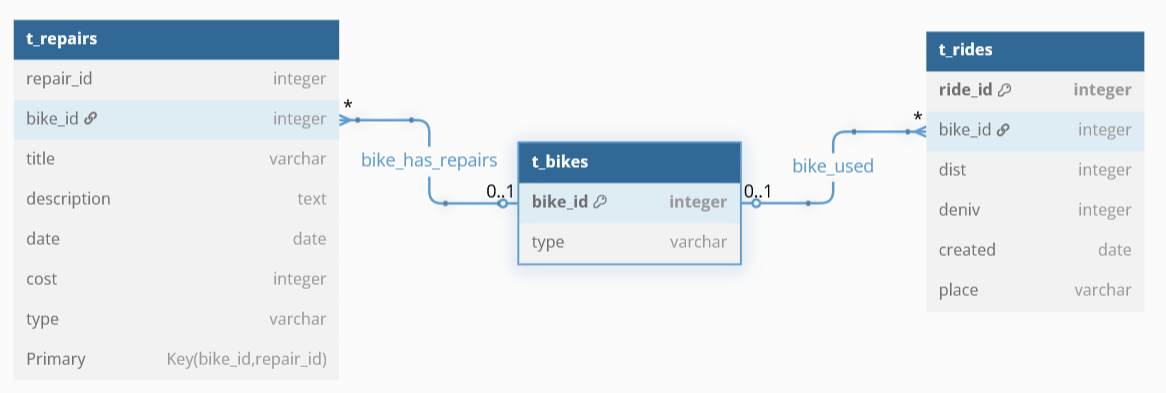 t_repairs
repair_id integer
bike_id integer
title varchar
description text
date date
cost integer
type varchar
Primary Key(bike_id,repair_id)
*
bike_has_repairs
0..1
t_bikes
bike_id integer
type varchar
0..1
bike_used
*
t_rides
ride_id integer
bike_id integer
dist integer
deniv integer
created date
place varchar